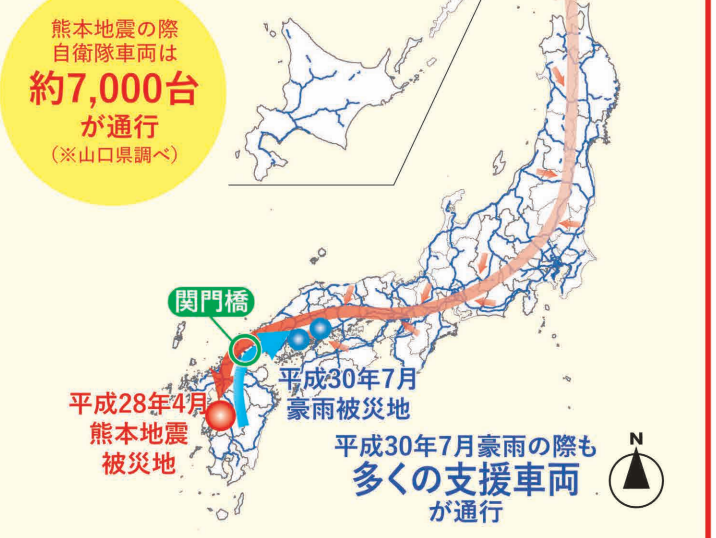 熊本地震の際
自衛隊車両は
約7,000台
が通行
(※山口県調べ)
関門橋
平成30年7月
豪雨被災地
平成28年4月
熊本地震
被災地
平成30年7月豪雨の際も
多くの支援車両
が通行
N